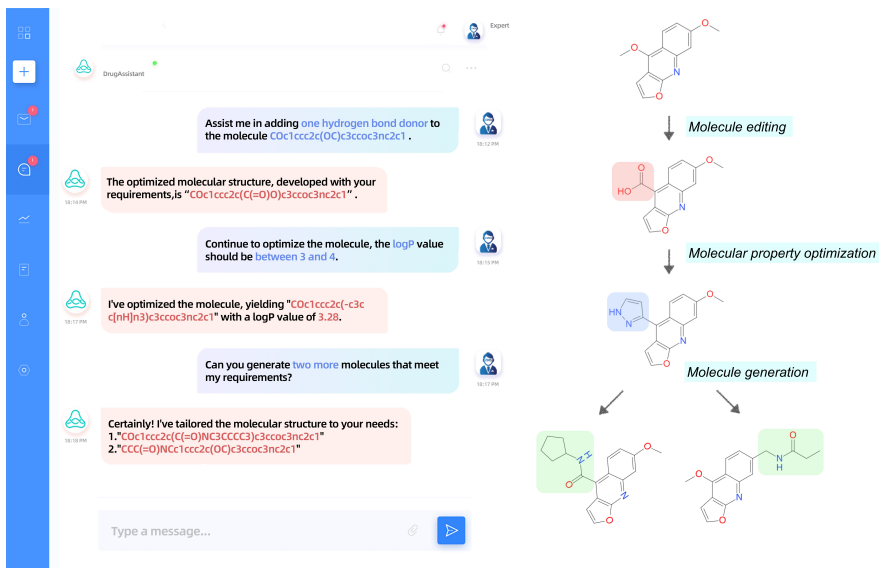 Expert
DrugAssistant
Assist me in adding one hydrogen bond donor to
the molecule COc1ccc2c(OC)c3ccoc3nc2c1 .
18:12 PM
The optimized molecular structure, developed with your
requirements,is “COc1ccc2c(C(=O)O)c3ccoc3nc2c1” .
18:14 PM
Continue to optimize the molecule, the logP value
should be between 3 and 4.
18:15 PM
I've optimized the molecule, yielding "COc1ccc2c(-c3c
c[nH]n3)c3ccoc3nc2c1" with a logP value of 3.28.
18:17 PM
Can you generate two more molecules that meet
my requirements?
18:17 PM
Certainly! I've tailored the molecular structure to your needs:
1."COc1ccc2c(C(=O)NC3CCCC3)c3ccoc3nc2c1"
2."CCC(=O)NCc1ccc2c(OC)c3ccoc3nc2c1"
18:18 PM
Type a message...
O
O
N
O
Molecule editing
O
HO
O
N
O
Molecular property optimization
HN
N
O
N
O
Molecule generation
N
H
O
O
N
O
O
N
H
O
N
O